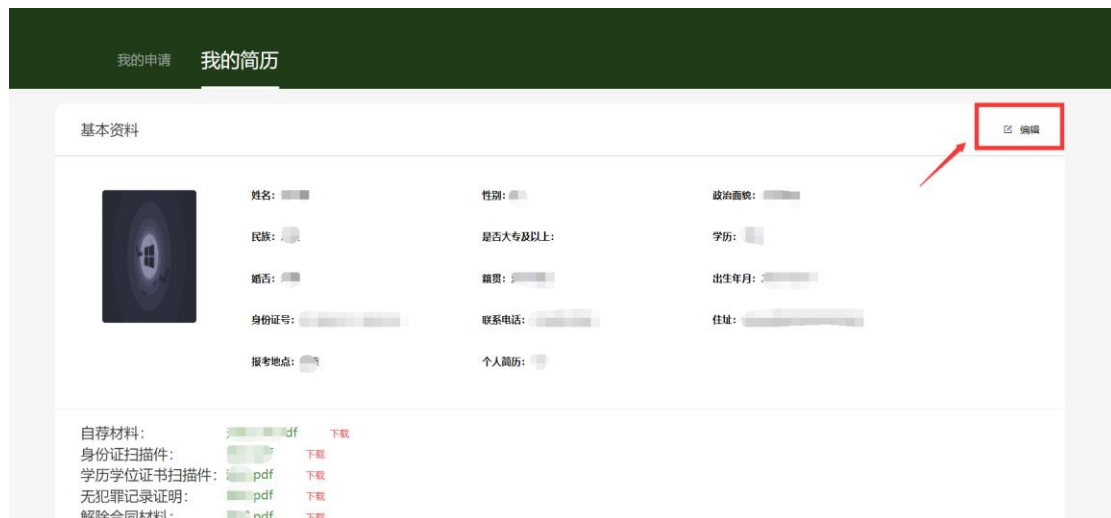 我的申请 我的简历
基本资料 编辑
姓名: 性别: 政治面貌:
民族: 是否大专及以上: 学历:
婚否: 籍贯: 出生年月:
身份证号: 联系电话: 住址:
报考地点: 个人简历:
自荐材料: df 下载
身份证扫描件: 下载
学历学位证书扫描件: pdf 下载
无犯罪记录证明: pdf 下载
解除合同材料: pdf 下载